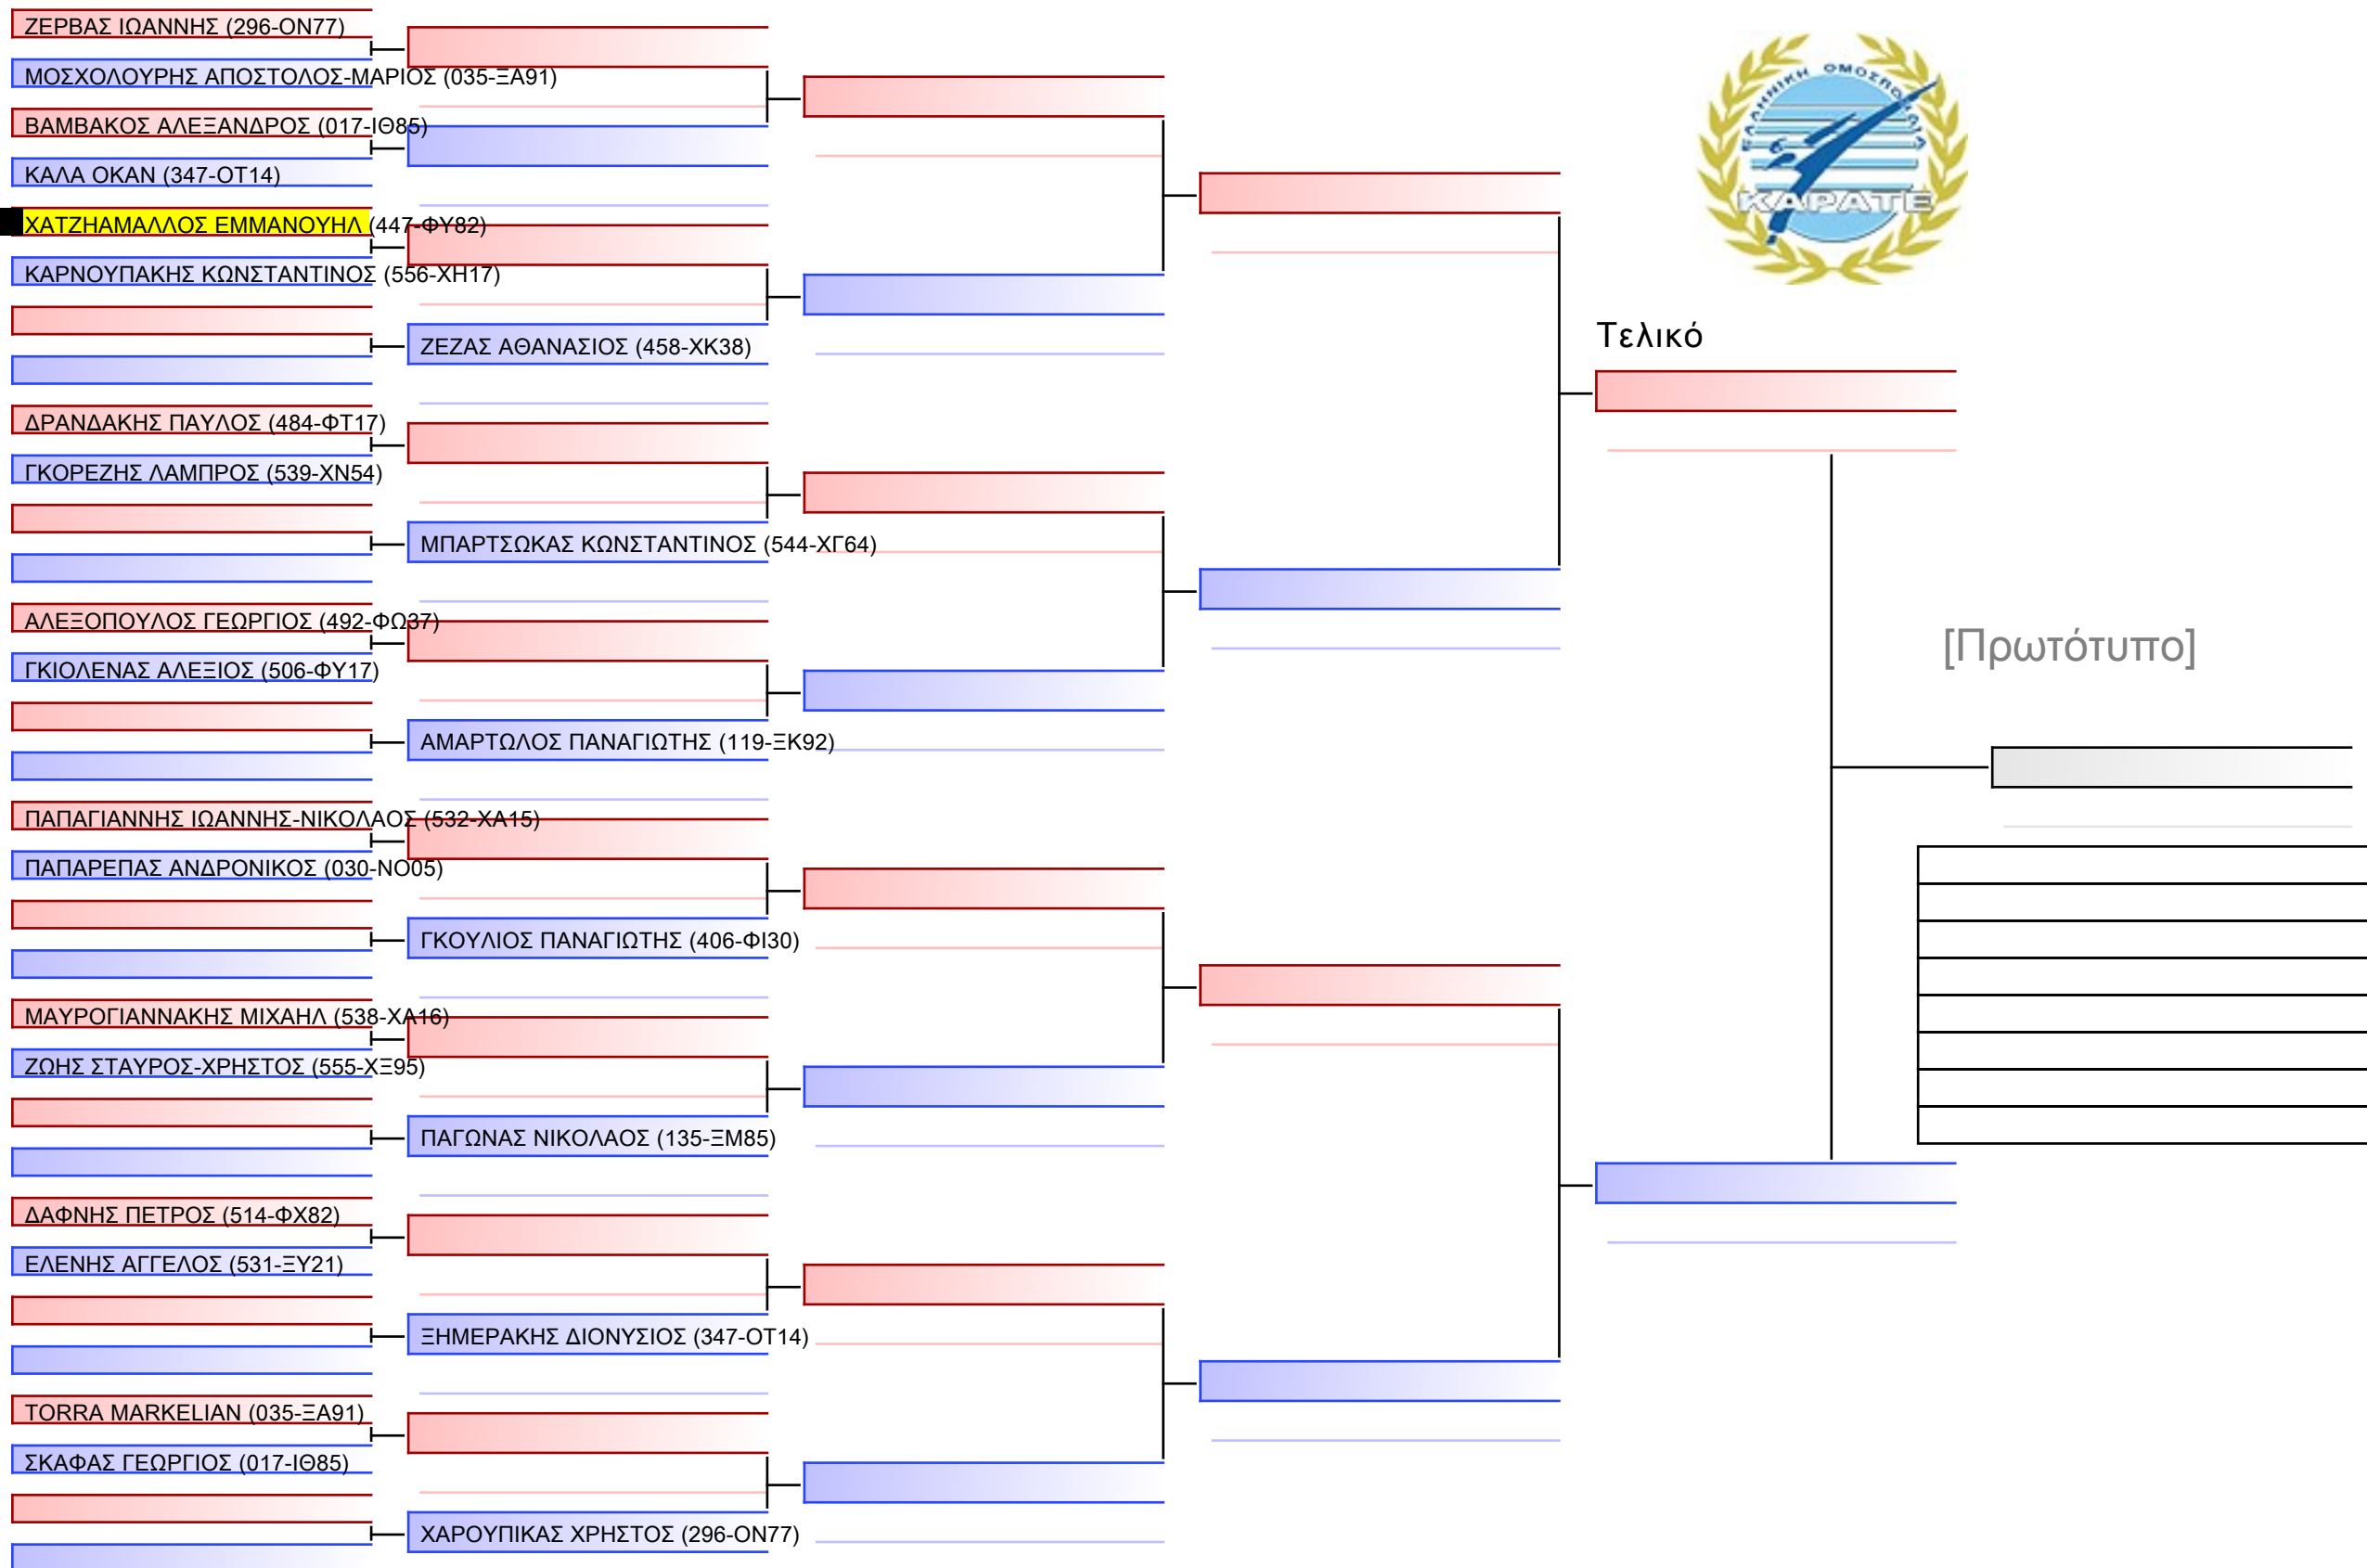 ΖΕΡΒΑΣ ΙΩΑΝΝΗΣ (296-ΟΝ77)
ΜΟΣΧΟΛΟΥΡΗΣ ΑΠΟΣΤΟΛΟΣ-ΜΑΡΙΟΣ (035-ΞΑ91)
ΒΑΜΒΑΚΟΣ ΑΛΕΞΑΝΔΡΟΣ (017-ΙΘ85)
ΚΑΛΑ ΟΚΑΝ (347-ΟΤ14)
ΧΑΤΖΗΑΜΑΛΛΟΣ ΕΜΜΑΝΟΥΗΛ (447-ΦΥ82)
ΚΑΡΝΟΥΠΑΚΗΣ ΚΩΝΣΤΑΝΤΙΝΟΣ (556-ΧΗ17)
ΖΕΖΑΣ ΑΘΑΝΑΣΙΟΣ (458-ΧΚ38)
ΔΡΑΝΔΑΚΗΣ ΠΑΥΛΟΣ (484-ΦΤ17)
ΓΚΟΡΕΖΗΣ ΛΑΜΠΡΟΣ (539-ΧΝ54)
ΜΠΑΡΤΣΩΚΑΣ ΚΩΝΣΤΑΝΤΙΝΟΣ (544-ΧΓ64)
ΑΛΕΞΟΠΟΥΛΟΣ ΓΕΩΡΓΙΟΣ (492-ΦΩ37)
ΓΚΙΟΛΕΝΑΣ ΑΛΕΞΙΟΣ (506-ΦΥ17)
ΑΜΑΡΤΩΛΟΣ ΠΑΝΑΓΙΩΤΗΣ (119-ΞΚ92)
ΠΑΠΑΓΙΑΝΝΗΣ ΙΩΑΝΝΗΣ-ΝΙΚΟΛΑΟΣ (532-ΧΑ15)
ΠΑΠΑΡΕΠΑΣ ΑΝΔΡΟΝΙΚΟΣ (030-ΝΟ05)
ΓΚΟΥΛΙΟΣ ΠΑΝΑΓΙΩΤΗΣ (406-ΦΙ30)
ΜΑΥΡΟΓΙΑΝΝΑΚΗΣ ΜΙΧΑΗΛ (538-ΧΑ16)
ΖΩΗΣ ΣΤΑΥΡΟΣ-ΧΡΗΣΤΟΣ (555-ΧΞ95)
ΠΑΓΩΝΑΣ ΝΙΚΟΛΑΟΣ (135-ΞΜ85)
ΔΑΦΝΗΣ ΠΕΤΡΟΣ (514-ΦΧ82)
ΕΛΕΝΗΣ ΑΓΓΕΛΟΣ (531-ΞΥ21)
ΞΗΜΕΡΑΚΗΣ ΔΙΟΝΥΣΙΟΣ (347-ΟΤ14)
TORRA MARKELIAN (035-ΞΑ91)
ΣΚΑΦΑΣ ΓΕΩΡΓΙΟΣ (017-ΙΘ85)
ΧΑΡΟΥΠΙΚΑΣ ΧΡΗΣΤΟΣ (296-ΟΝ77)
ΕΛΛΗΝΙΚΗ ΟΜΟΣΠΟΝΔΙΑ
ΚΑΡΑΤΕ
Τελικό
[Πρωτότυπο]